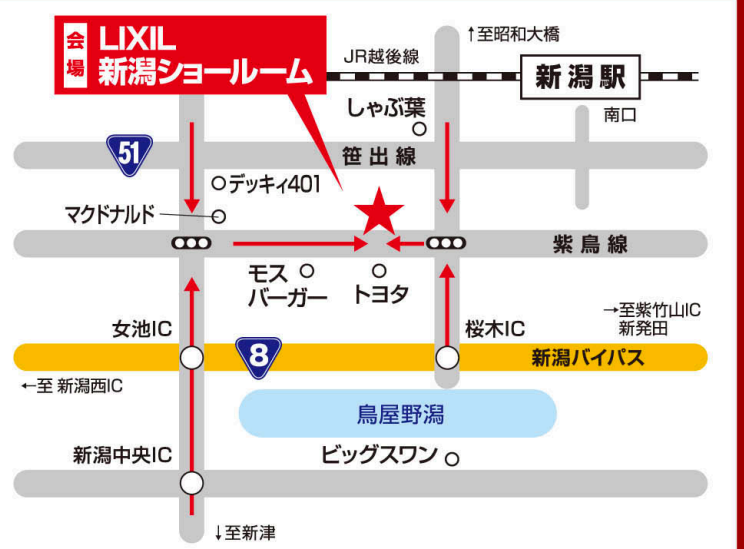 会場
LIXIL
新潟ショールーム
↑至昭和大橋
JR越後線
新潟駅
しゃぶ葉
南口
51
笹出線
デッキィ401
マクドナルド
紫鳥線
モス
バーガー
トヨタ
→至紫竹山IC
新発田
女池IC
桜木IC
8
新潟バイパス
←至 新潟西IC
鳥屋野潟
新潟中央IC
ビッグスワン
↓至新津